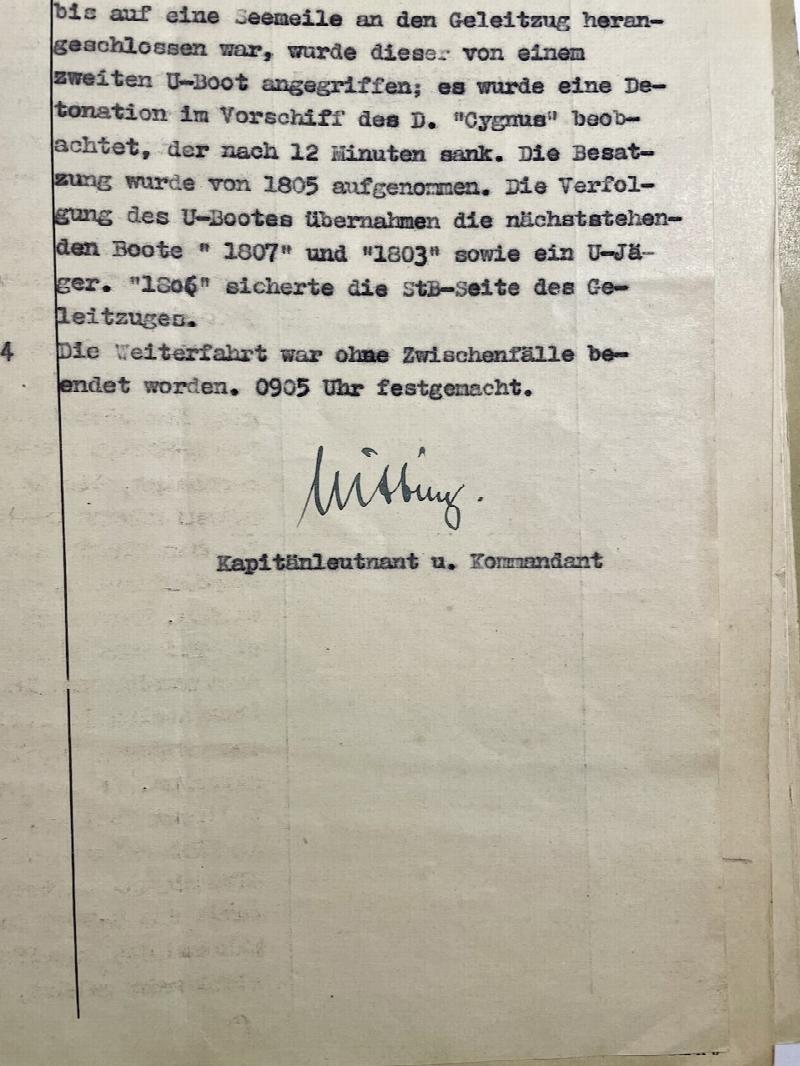 bis auf eine Seemeile an den Geleitzug heran-
geschlossen war, wurde dieser von einem
zweiten U-Boot angegriffen; es wurde eine De-
tonation im Vorschiff des D. "Cygnus" beob-
achtet, der nach 12 Minuten sank. Die Besat-
zung wurde von 1805 aufgenommen. Die Verfol-
gung des U-Bootes übernahmen die nächststehen-
den Boote " 1807" und "1803" sowie ein U-Jä-
ger. "1806" sicherte die StB-Seite des Ge-
leitzuges.
4 Die Weiterfahrt war ohne Zwischenfälle be-
endet worden. 0905 Uhr festgemacht.
Kapitänleutnant u. Kommandant